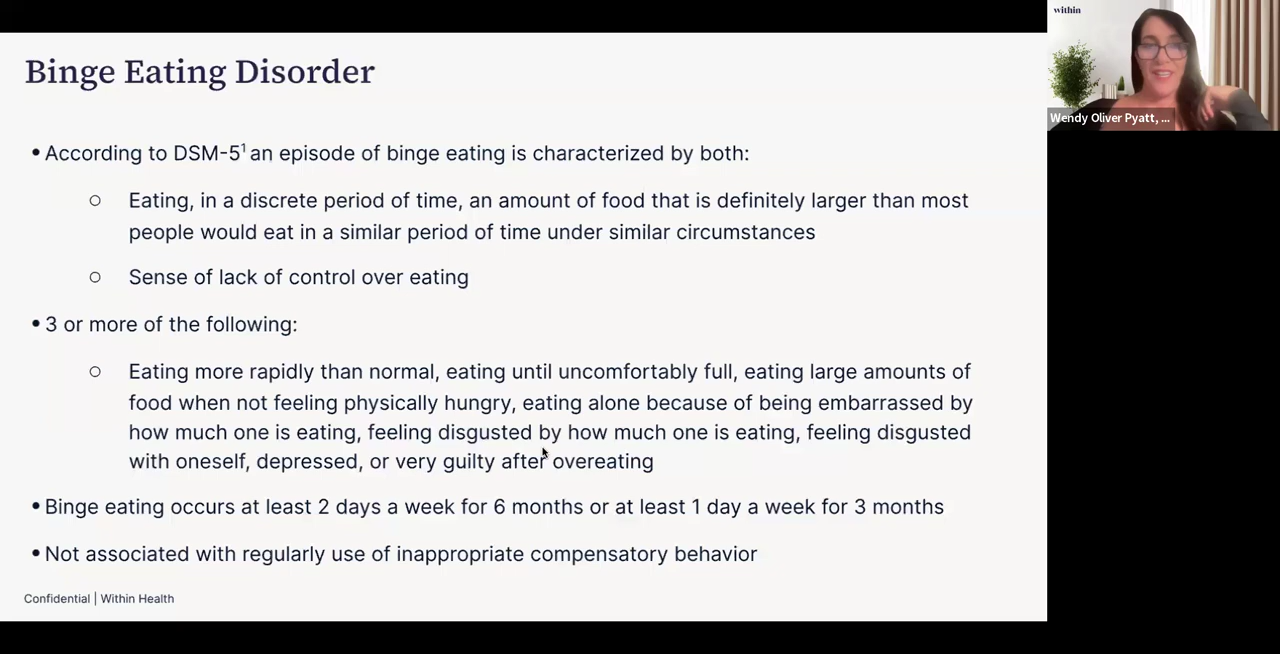 Binge Eating Disorder
• According to DSM-5¹ an episode of binge eating is characterized by both:
○ Eating, in a discrete period of time, an amount of food that is definitely larger than most
people would eat in a similar period of time under similar circumstances
○ Sense of lack of control over eating
• 3 or more of the following:
○ Eating more rapidly than normal, eating until uncomfortably full, eating large amounts of
food when not feeling physically hungry, eating alone because of being embarrassed by
how much one is eating, feeling disgusted by how much one is eating, feeling disgusted
with oneself, depressed, or very guilty after overeating
• Binge eating occurs at least 2 days a week for 6 months or at least 1 day a week for 3 months
• Not associated with regularly use of inappropriate compensatory behavior
Confidential | Within Health
within
Wendy Oliver Pyatt, ...